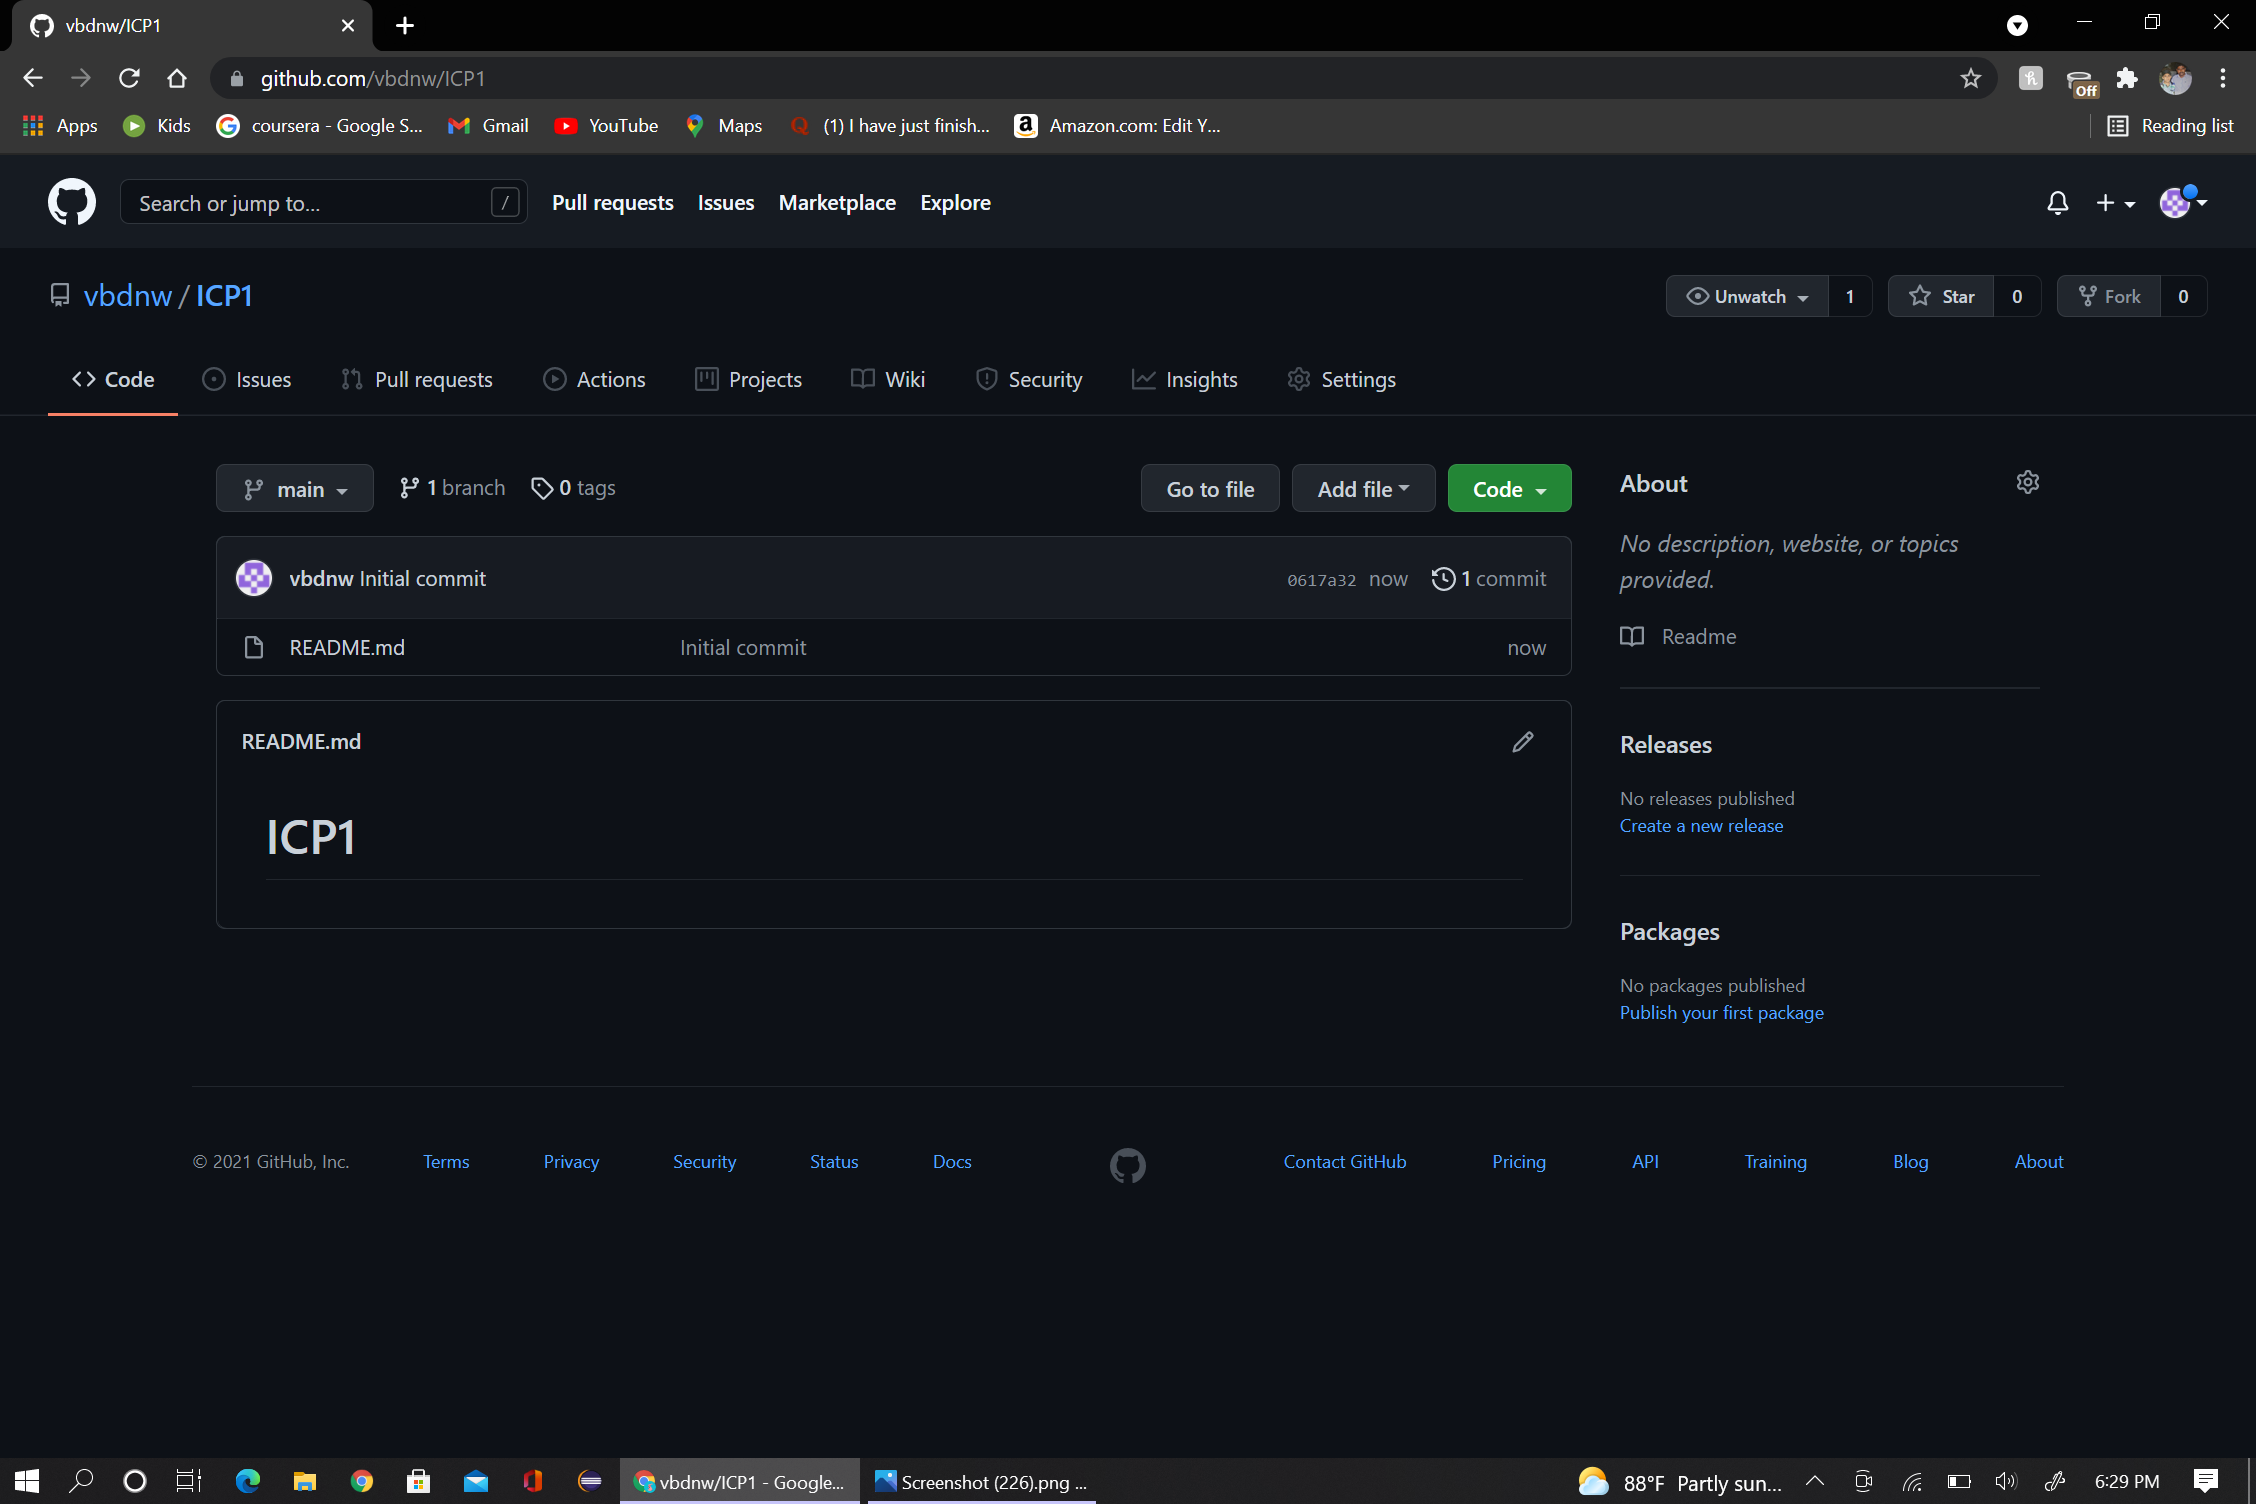 vbdnw/ICP1
github.com/vbdnw/ICP1
Off
Apps Kids coursera - Google S... Gmail YouTube Maps (1) I have just finish... Amazon.com: Edit Y... Reading list
Search or jump to... / Pull requests Issues Marketplace Explore
vbdnw / ICP1 Unwatch 1 Star 0 Fork 0
Code Issues Pull requests Actions Projects Wiki Security Insights Settings
main 1 branch 0 tags Go to file Add file Code
vbdnw Initial commit 0617a32 now 1 commit
README.md Initial commit now
README.md
ICP1
About
No description, website, or topics
provided.
Readme
Releases
No releases published
Create a new release
Packages
No packages published
Publish your first package
© 2021 GitHub, Inc. Terms Privacy Security Status Docs Contact GitHub Pricing API Training Blog About
vbdnw/ICP1 - Google... Screenshot (226).png ... 88°F Partly sun... 6:29 PM